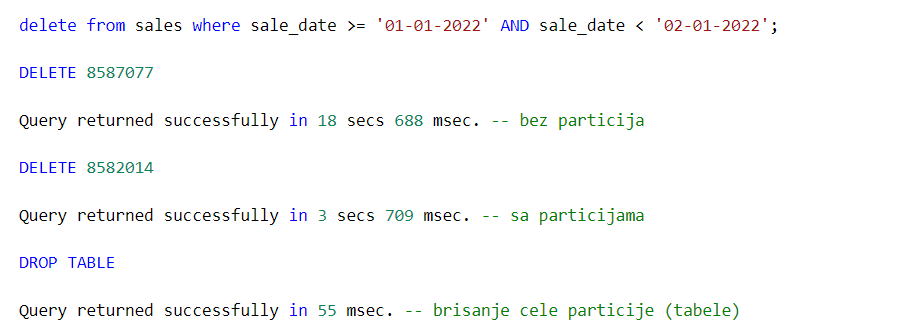 delete from sales where sale_date >= '01-01-2022' AND sale_date < '02-01-2022';
DELETE 8587077
Query returned successfully in 18 secs 688 msec. -- bez particija
DELETE 8582014
Query returned successfully in 3 secs 709 msec. -- sa particijama
DROP TABLE
Query returned successfully in 55 msec. -- brisanje cele particije (tabele)